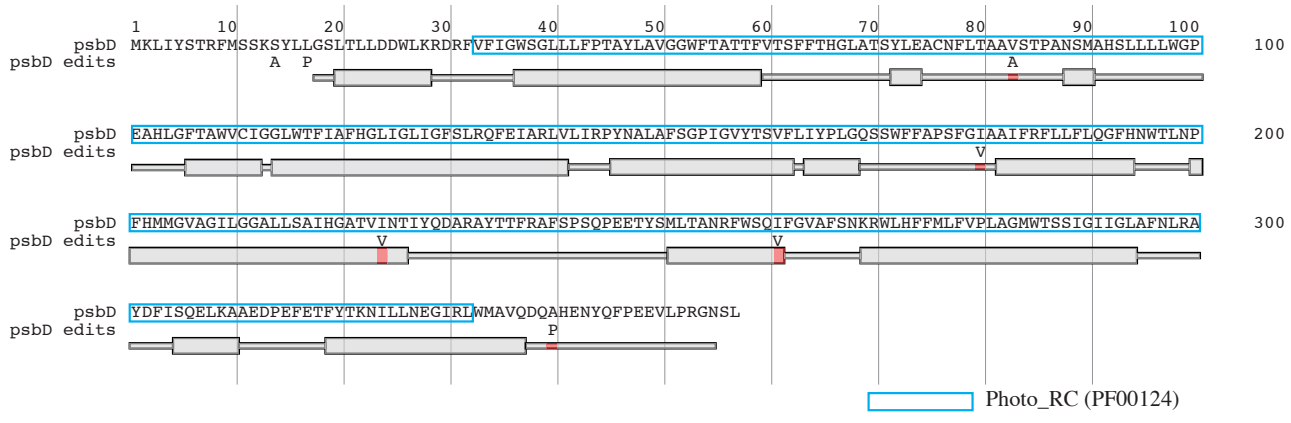 1 10 20 30 40 50 60 70 80 90 100
psbD MKLIYSTRFMSSKSYLLGSLTLLDDWLKRDRFVFIGWSGLLLFPTAYLAVGGWFTATTFVTSFFTHGLATSYLEACNFLTAAVSTPANSMAHSLLLLWGP 100
psbD edits A P A
psbD EAHLGFTAWVCIGGLWTFIAFHGLIGLIGFSLRQFEIARLVLIRPYNALAFSGPIGVYTSVFLIYPLGQSSWFFAPSFGIAAIFRFLLFLQGFHNWTLNP 200
psbD edits V
psbD FHMMGVAGILGGALLSAIHGATVINTIYQDARAYTTFRAFSPSQPEETYSMLTANRFWSQIFGVAFSNKRWLHFFMLFVPLAGMWTSSIGIIGLAFNLRA 300
psbD edits V V
psbD YDFISQELKAAEDPEFETFYTKNILLNEGIRLWMAVQDQAHENYQFPEEVLPRGNSL
psbD edits P
Photo_RC (PF00124)